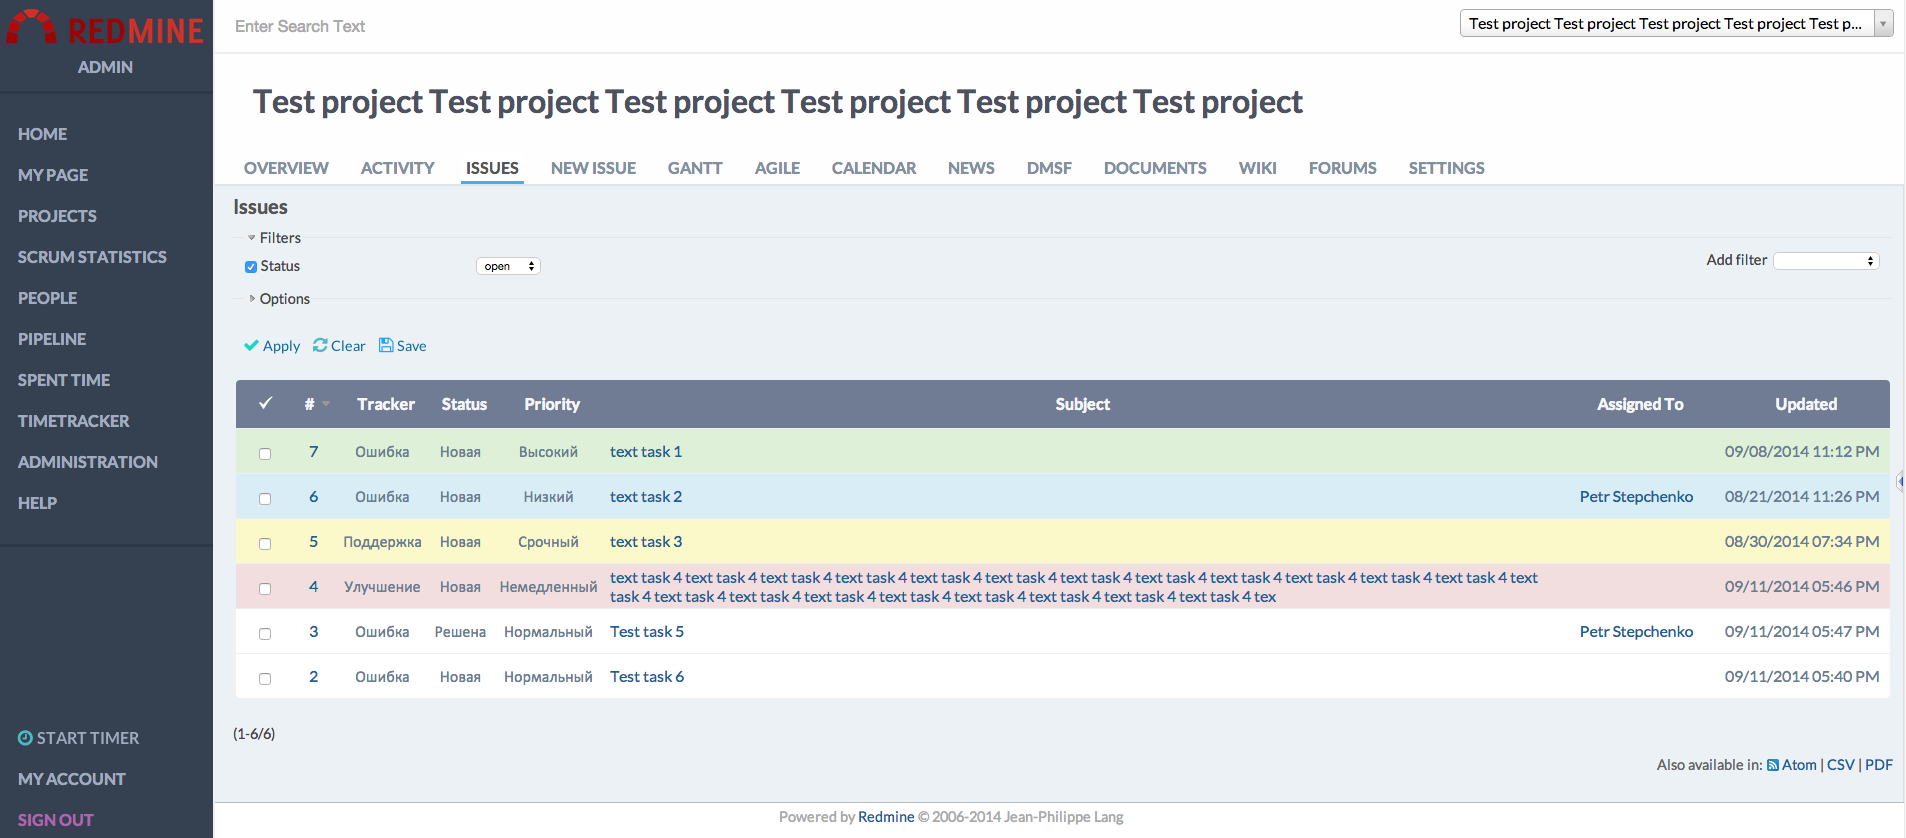 REDMINE
ADMIN
HOME
MY PAGE
PROJECTS
SCRUM STATISTICS
PEOPLE
PIPELINE
SPENT TIME
TIMETRACKER
ADMINISTRATION
HELP
START TIMER
MY ACCOUNT
SIGN OUT
Enter Search Text
Test project Test project Test project Test project Test p...
Test project Test project Test project Test project Test project Test project
OVERVIEW ACTIVITY ISSUES NEW ISSUE GANTT AGILE CALENDAR NEWS DMSF DOCUMENTS WIKI FORUMS SETTINGS
Issues
Filters
Status open Add filter
Options
Apply Clear Save
# Tracker Status Priority Subject Assigned To Updated
7 Ошибка Новая Высокий text task 1 09/08/2014 11:12 PM
6 Ошибка Новая Низкий text task 2 Petr Stepchenko 08/21/2014 11:26 PM
5 Поддержка Новая Срочный text task 3 08/30/2014 07:34 PM
4 Улучшение Новая Немедленный text task 4 text task 4 text task 4 text task 4 text task 4 text task 4 text task 4 text task 4 text task 4 text task 4 text task 4 text task 4 text 09/11/2014 05:46 PM
task 4 text task 4 text task 4 text task 4 text task 4 text task 4 text task 4 text task 4 text task 4 tex
3 Ошибка Решена Нормальный Test task 5 Petr Stepchenko 09/11/2014 05:47 PM
2 Ошибка Новая Нормальный Test task 6 09/11/2014 05:40 PM
(1-6/6)
Also available in: Atom | CSV | PDF
Powered by Redmine © 2006-2014 Jean-Philippe Lang